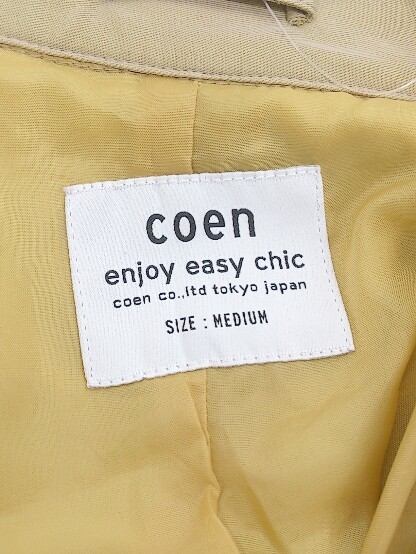 coen
enjoy easy chic
coen co.,ltd tokyo japan
SIZE : MEDIUM